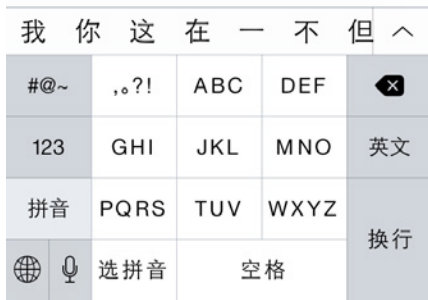 我 你 这 在 一 不 但
#@~ ,。?! ABC DEF
123 GHI JKL MNO 英文
拼音 PQRS TUV WXYZ 换行
选拼音 空格